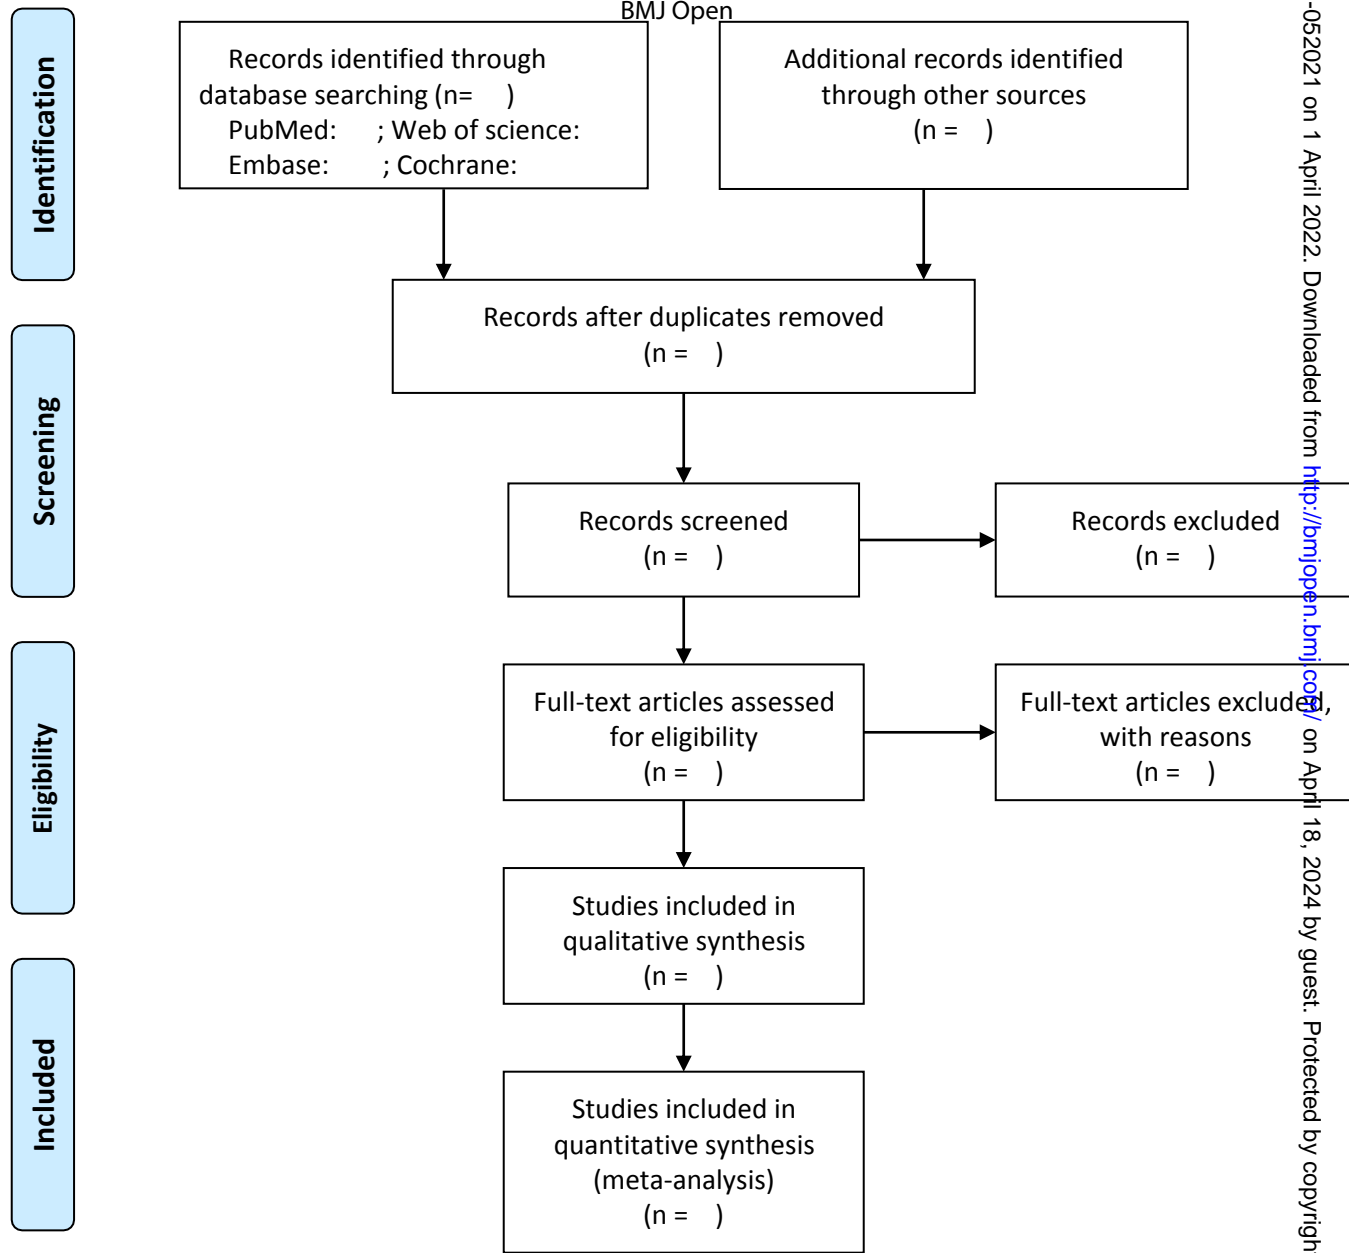 BMJ Open
Identification
Records identified through
database searching (n= )
PubMed: ; Web of science:
Embase: ; Cochrane:
Additional records identified
through other sources
(n = )
Records after duplicates removed
(n = )
Screening
Records screened
(n = )
Records excluded
(n = )
Eligibility
Full-text articles assessed
for eligibility
(n = )
Full-text articles excluded,
with reasons
(n = )
Studies included in
qualitative synthesis
(n = )
Included
Studies included in
quantitative synthesis
(meta-analysis)
(n = )
-052021 on 1 April 2022. Downloaded from http://bmjopen.bmj.com/ on April 18, 2024 by guest. Protected by copyrigh